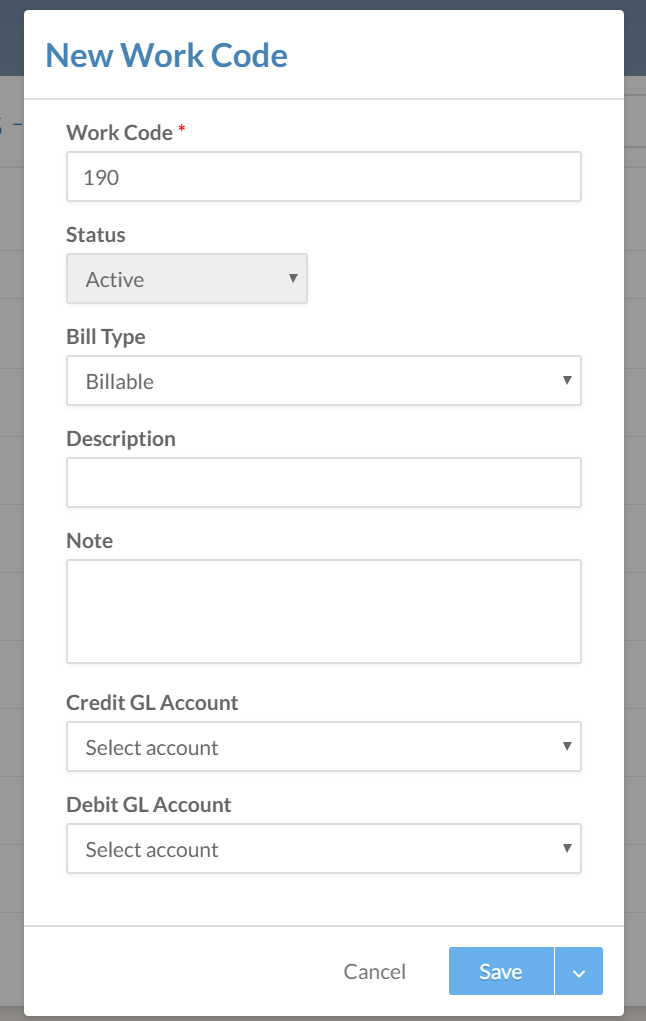 New Work Code
Work Code *
190
Status
Active
Bill Type
Billable
Description
Note
Credit GL Account
Select account
Debit GL Account
Select account
Cancel
Save